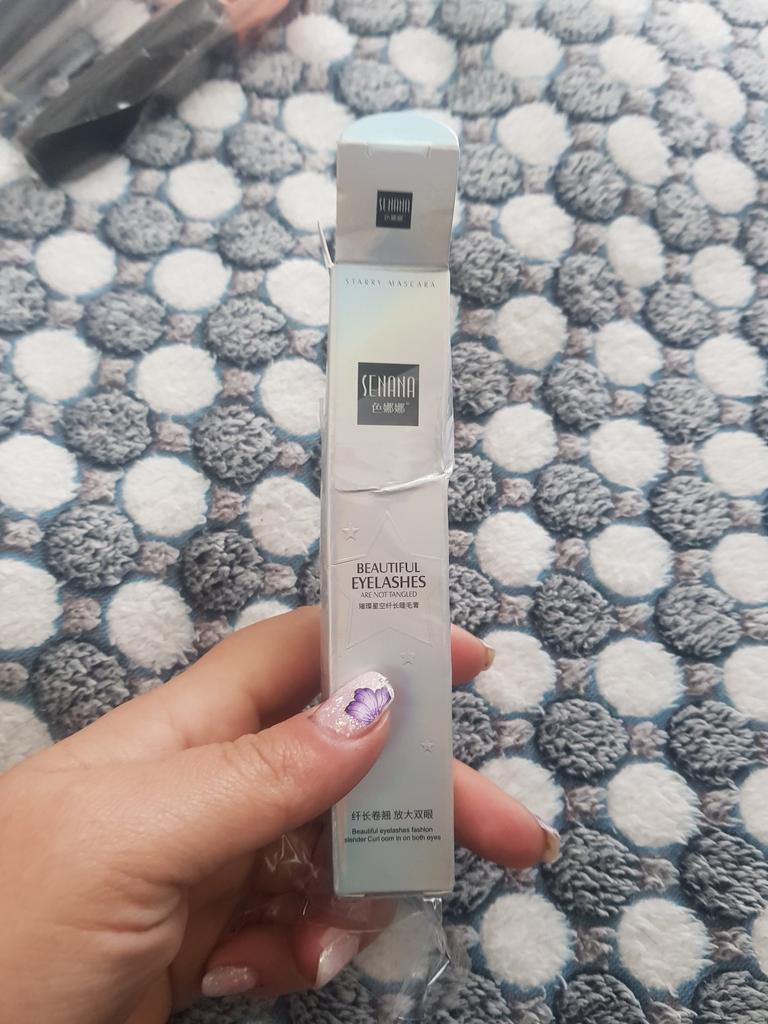 SENANA
色娜娜
STARRY MASCARA
SENANA
色娜娜™
BEAUTIFUL
EYELASHES
ARE NOT TANGLED
璀璨星空纤长睫毛膏
纤长卷翘 放大双眼
Beautiful eyelashes fashion
slender Curl oom in on both eyes